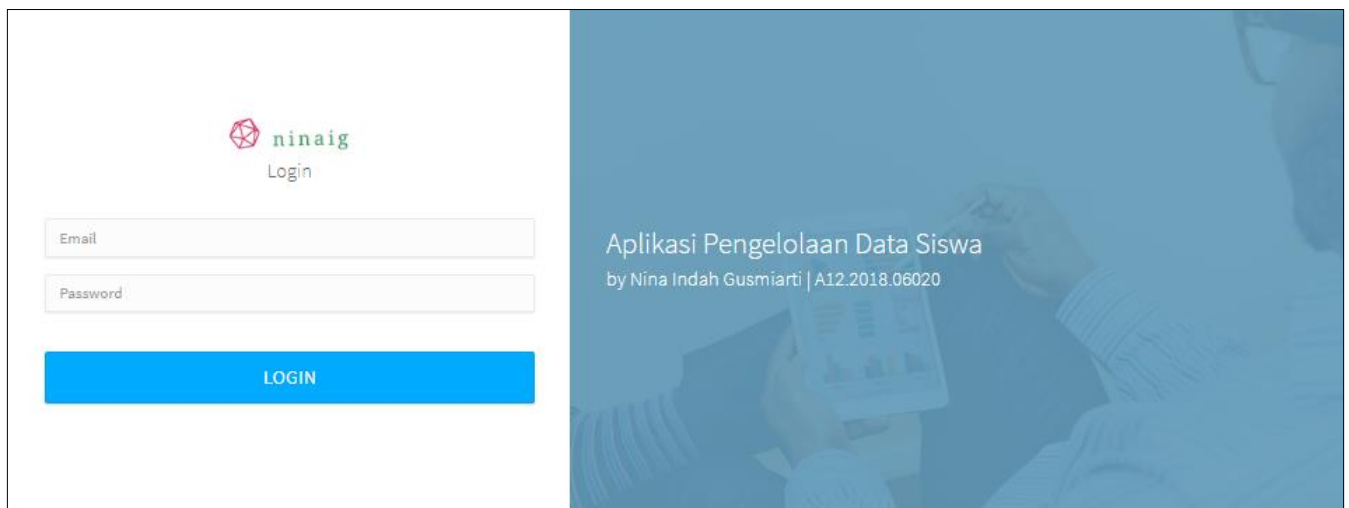 ninaig
Login
Email
Password
LOGIN
Aplikasi Pengelolaan Data Siswa
by Nina Indah Gusmiarti | A12.2018.06020